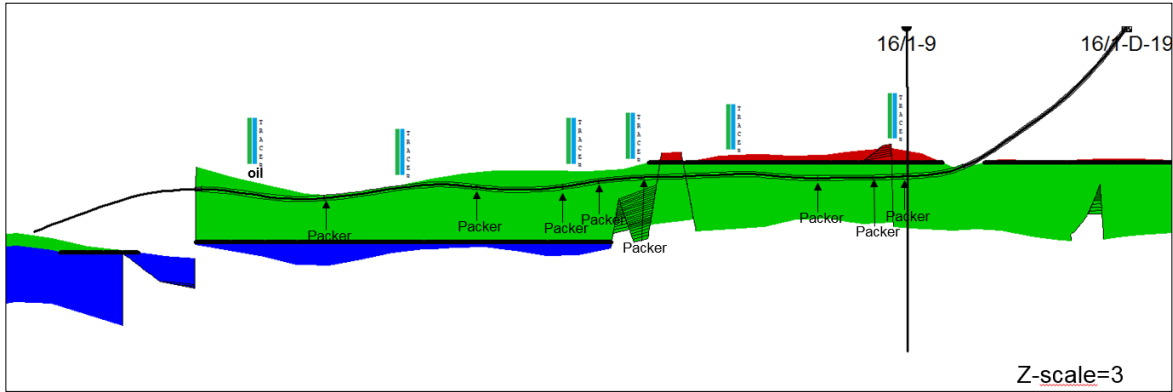 16/1-9
16/1-D-19
TRACER
TRACER
TRACER
TRACER
TRACER
TRACER
oil
Packer
Packer
Packer
Packer
Packer
Packer
Packer
Packer
Z-scale=3